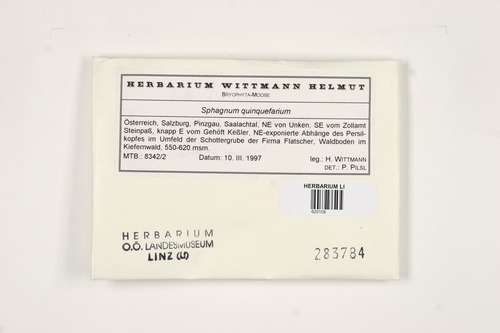 HERBARIUM WITTMANN HELMUT
BRYOPHYTA-MOOSE
Sphagnum quinquefarium
Österreich, Salzburg, Pinzgau, Saalachtal, NE von Unken, SE vom Zollamt
Steinpaß, knapp E vom Gehöft Keßler, NE-exponierte Abhänge des Persil-
kopfes im Umfeld der Schottergrube der Firma Flatscher, Waldboden im
Kiefernwald, 550-620 msm.
MTB.: 8342/2 Datum: 10. III. 1997 leg.: H. WITTMANN
DET.: P. PILSL
HERBARIUM LI
620109
HERBARIUM
O.Ö. LANDESMUSEUM
LINZ (LI)
283784